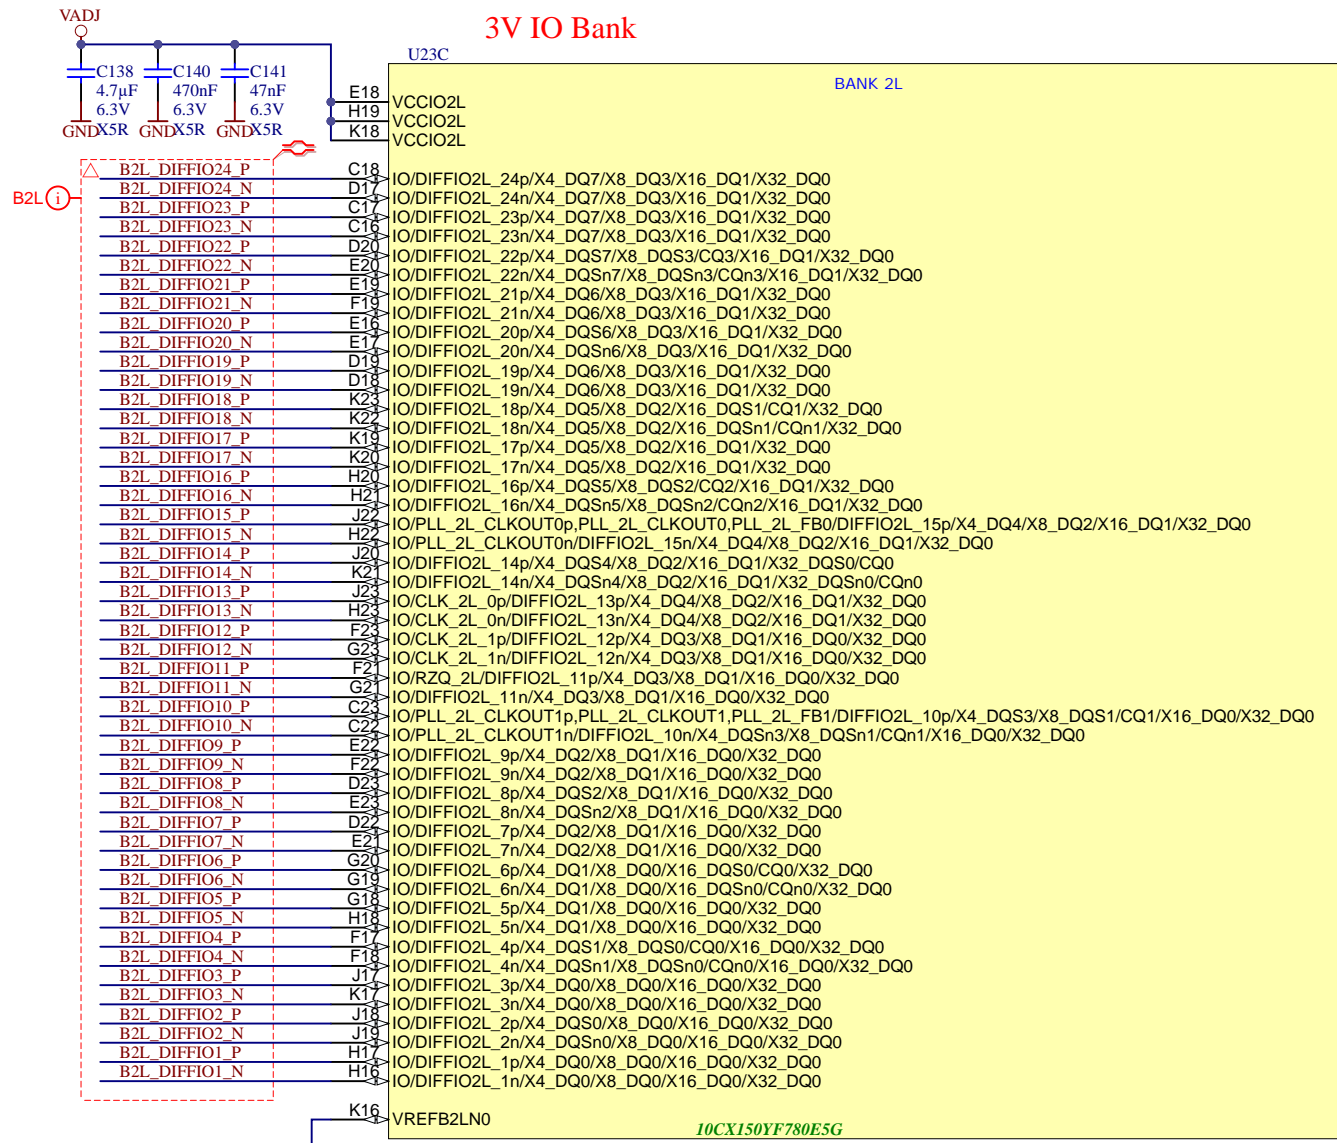 VADJ
3V IO Bank
U23C
BANK 2L
C138 C140 C141
4.7µF 470nF 47nF
6.3V 6.3V 6.3V
X5R X5R X5R
GND GND GND
E18 VCCIO2L
H19 VCCIO2L
K18 VCCIO2L
B2L i
B2L_DIFFIO24_P C18 IO/DIFFIO2L_24p/X4_DQ7/X8_DQ3/X16_DQ1/X32_DQ0
B2L_DIFFIO24_N D17 IO/DIFFIO2L_24n/X4_DQ7/X8_DQ3/X16_DQ1/X32_DQ0
B2L_DIFFIO23_P C17 IO/DIFFIO2L_23p/X4_DQ7/X8_DQ3/X16_DQ1/X32_DQ0
B2L_DIFFIO23_N C16 IO/DIFFIO2L_23n/X4_DQ7/X8_DQ3/X16_DQ1/X32_DQ0
B2L_DIFFIO22_P D20 IO/DIFFIO2L_22p/X4_DQS7/X8_DQS3/CQ3/X16_DQ1/X32_DQ0
B2L_DIFFIO22_N E20 IO/DIFFIO2L_22n/X4_DQSn7/X8_DQSn3/CQn3/X16_DQ1/X32_DQ0
B2L_DIFFIO21_P E19 IO/DIFFIO2L_21p/X4_DQ6/X8_DQ3/X16_DQ1/X32_DQ0
B2L_DIFFIO21_N F19 IO/DIFFIO2L_21n/X4_DQ6/X8_DQ3/X16_DQ1/X32_DQ0
B2L_DIFFIO20_P E16 IO/DIFFIO2L_20p/X4_DQS6/X8_DQ3/X16_DQ1/X32_DQ0
B2L_DIFFIO20_N E17 IO/DIFFIO2L_20n/X4_DQSn6/X8_DQ3/X16_DQ1/X32_DQ0
B2L_DIFFIO19_P D19 IO/DIFFIO2L_19p/X4_DQ6/X8_DQ3/X16_DQ1/X32_DQ0
B2L_DIFFIO19_N D18 IO/DIFFIO2L_19n/X4_DQ6/X8_DQ3/X16_DQ1/X32_DQ0
B2L_DIFFIO18_P K23 IO/DIFFIO2L_18p/X4_DQ5/X8_DQ2/X16_DQS1/CQ1/X32_DQ0
B2L_DIFFIO18_N K22 IO/DIFFIO2L_18n/X4_DQ5/X8_DQ2/X16_DQSn1/CQn1/X32_DQ0
B2L_DIFFIO17_P K19 IO/DIFFIO2L_17p/X4_DQ5/X8_DQ2/X16_DQ1/X32_DQ0
B2L_DIFFIO17_N K20 IO/DIFFIO2L_17n/X4_DQ5/X8_DQ2/X16_DQ1/X32_DQ0
B2L_DIFFIO16_P H20 IO/DIFFIO2L_16p/X4_DQS5/X8_DQS2/CQ2/X16_DQ1/X32_DQ0
B2L_DIFFIO16_N H21 IO/DIFFIO2L_16n/X4_DQSn5/X8_DQSn2/CQn2/X16_DQ1/X32_DQ0
B2L_DIFFIO15_P J22 IO/PLL_2L_CLKOUT0p,PLL_2L_CLKOUT0,PLL_2L_FB0/DIFFIO2L_15p/X4_DQ4/X8_DQ2/X16_DQ1/X32_DQ0
B2L_DIFFIO15_N H22 IO/PLL_2L_CLKOUT0n/DIFFIO2L_15n/X4_DQ4/X8_DQ2/X16_DQ1/X32_DQ0
B2L_DIFFIO14_P J20 IO/DIFFIO2L_14p/X4_DQS4/X8_DQ2/X16_DQ1/X32_DQS0/CQ0
B2L_DIFFIO14_N K21 IO/DIFFIO2L_14n/X4_DQSn4/X8_DQ2/X16_DQ1/X32_DQSn0/CQn0
B2L_DIFFIO13_P J23 IO/CLK_2L_0p/DIFFIO2L_13p/X4_DQ4/X8_DQ2/X16_DQ1/X32_DQ0
B2L_DIFFIO13_N H23 IO/CLK_2L_0n/DIFFIO2L_13n/X4_DQ4/X8_DQ2/X16_DQ1/X32_DQ0
B2L_DIFFIO12_P F23 IO/CLK_2L_1p/DIFFIO2L_12p/X4_DQ3/X8_DQ1/X16_DQ0/X32_DQ0
B2L_DIFFIO12_N G23 IO/CLK_2L_1n/DIFFIO2L_12n/X4_DQ3/X8_DQ1/X16_DQ0/X32_DQ0
B2L_DIFFIO11_P F21 IO/RZQ_2L/DIFFIO2L_11p/X4_DQ3/X8_DQ1/X16_DQ0/X32_DQ0
B2L_DIFFIO11_N G21 IO/DIFFIO2L_11n/X4_DQ3/X8_DQ1/X16_DQ0/X32_DQ0
B2L_DIFFIO10_P C23 IO/PLL_2L_CLKOUT1p,PLL_2L_CLKOUT1,PLL_2L_FB1/DIFFIO2L_10p/X4_DQS3/X8_DQS1/CQ1/X16_DQ0/X32_DQ0
B2L_DIFFIO10_N C22 IO/PLL_2L_CLKOUT1n/DIFFIO2L_10n/X4_DQSn3/X8_DQSn1/CQn1/X16_DQ0/X32_DQ0
B2L_DIFFIO9_P E22 IO/DIFFIO2L_9p/X4_DQ2/X8_DQ1/X16_DQ0/X32_DQ0
B2L_DIFFIO9_N F22 IO/DIFFIO2L_9n/X4_DQ2/X8_DQ1/X16_DQ0/X32_DQ0
B2L_DIFFIO8_P D23 IO/DIFFIO2L_8p/X4_DQS2/X8_DQ1/X16_DQ0/X32_DQ0
B2L_DIFFIO8_N E23 IO/DIFFIO2L_8n/X4_DQSn2/X8_DQ1/X16_DQ0/X32_DQ0
B2L_DIFFIO7_P D22 IO/DIFFIO2L_7p/X4_DQ2/X8_DQ1/X16_DQ0/X32_DQ0
B2L_DIFFIO7_N E21 IO/DIFFIO2L_7n/X4_DQ2/X8_DQ1/X16_DQ0/X32_DQ0
B2L_DIFFIO6_P G20 IO/DIFFIO2L_6p/X4_DQ1/X8_DQ0/X16_DQS0/CQ0/X32_DQ0
B2L_DIFFIO6_N G19 IO/DIFFIO2L_6n/X4_DQ1/X8_DQ0/X16_DQSn0/CQn0/X32_DQ0
B2L_DIFFIO5_P G18 IO/DIFFIO2L_5p/X4_DQ1/X8_DQ0/X16_DQ0/X32_DQ0
B2L_DIFFIO5_N H18 IO/DIFFIO2L_5n/X4_DQ1/X8_DQ0/X16_DQ0/X32_DQ0
B2L_DIFFIO4_P F17 IO/DIFFIO2L_4p/X4_DQS1/X8_DQS0/CQ0/X16_DQ0/X32_DQ0
B2L_DIFFIO4_N F18 IO/DIFFIO2L_4n/X4_DQSn1/X8_DQSn0/CQn0/X16_DQ0/X32_DQ0
B2L_DIFFIO3_P J17 IO/DIFFIO2L_3p/X4_DQ0/X8_DQ0/X16_DQ0/X32_DQ0
B2L_DIFFIO3_N K17 IO/DIFFIO2L_3n/X4_DQ0/X8_DQ0/X16_DQ0/X32_DQ0
B2L_DIFFIO2_P J18 IO/DIFFIO2L_2p/X4_DQS0/X8_DQ0/X16_DQ0/X32_DQ0
B2L_DIFFIO2_N J19 IO/DIFFIO2L_2n/X4_DQSn0/X8_DQ0/X16_DQ0/X32_DQ0
B2L_DIFFIO1_P H17 IO/DIFFIO2L_1p/X4_DQ0/X8_DQ0/X16_DQ0/X32_DQ0
B2L_DIFFIO1_N H16 IO/DIFFIO2L_1n/X4_DQ0/X8_DQ0/X16_DQ0/X32_DQ0
K16 VREFB2LN0
10CX150YF780E5G